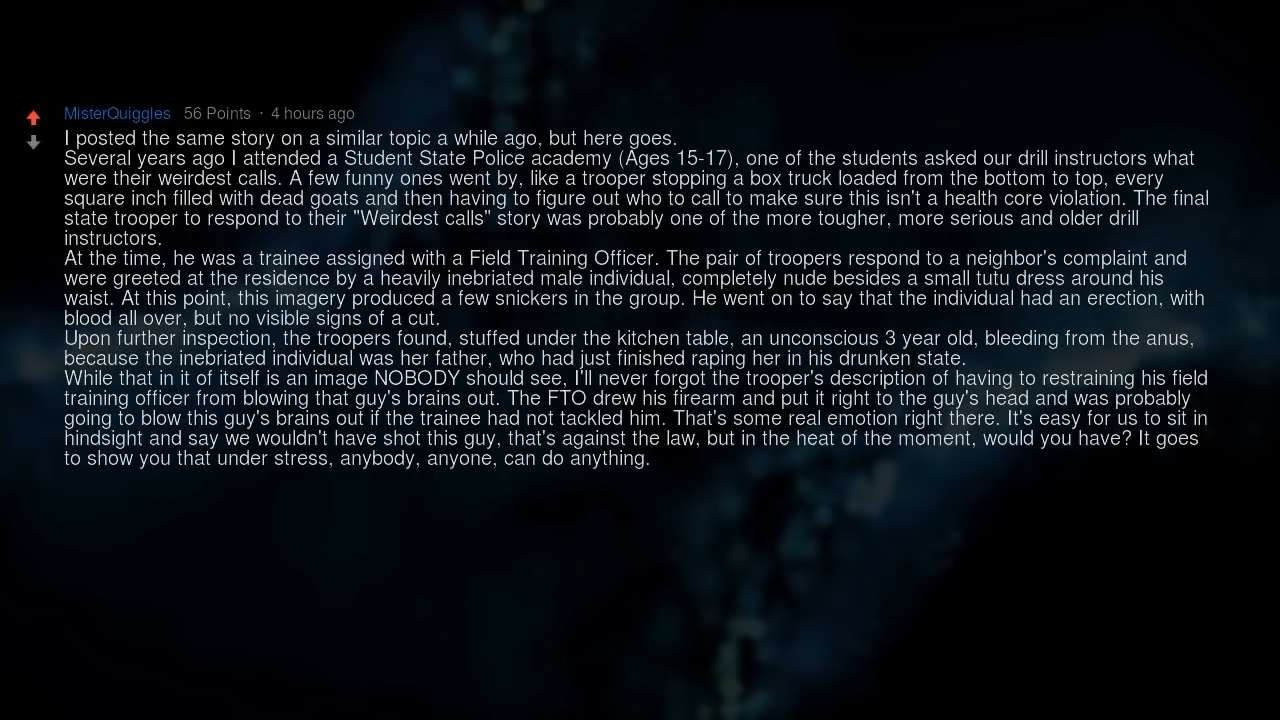 MisterQuiggles 56 Points · 4 hours ago
I posted the same story on a similar topic a while ago, but here goes.
Several years ago I attended a Student State Police academy (Ages 15-17), one of the students asked our drill instructors what
were their weirdest calls. A few funny ones went by, like a trooper stopping a box truck loaded from the bottom to top, every
square inch filled with dead goats and then having to figure out who to call to make sure this isn't a health core violation. The final
state trooper to respond to their "Weirdest calls" story was probably one of the more tougher, more serious and older drill
instructors.
At the time, he was a trainee assigned with a Field Training Officer. The pair of troopers respond to a neighbor's complaint and
were greeted at the residence by a heavily inebriated male individual, completely nude besides a small tutu dress around his
waist. At this point, this imagery produced a few snickers in the group. He went on to say that the individual had an erection, with
blood all over, but no visible signs of a cut.
Upon further inspection, the troopers found, stuffed under the kitchen table, an unconscious 3 year old, bleeding from the anus,
because the inebriated individual was her father, who had just finished raping her in his drunken state.
While that in it of itself is an image NOBODY should see, I'll never forgot the trooper's description of having to restraining his field
training officer from blowing that guy's brains out. The FTO drew his firearm and put it right to the guy's head and was probably
going to blow this guy's brains out if the trainee had not tackled him. That's some real emotion right there. It's easy for us to sit in
hindsight and say we wouldn't have shot this guy, that's against the law, but in the heat of the moment, would you have? It goes
to show you that under stress, anybody, anyone, can do anything.